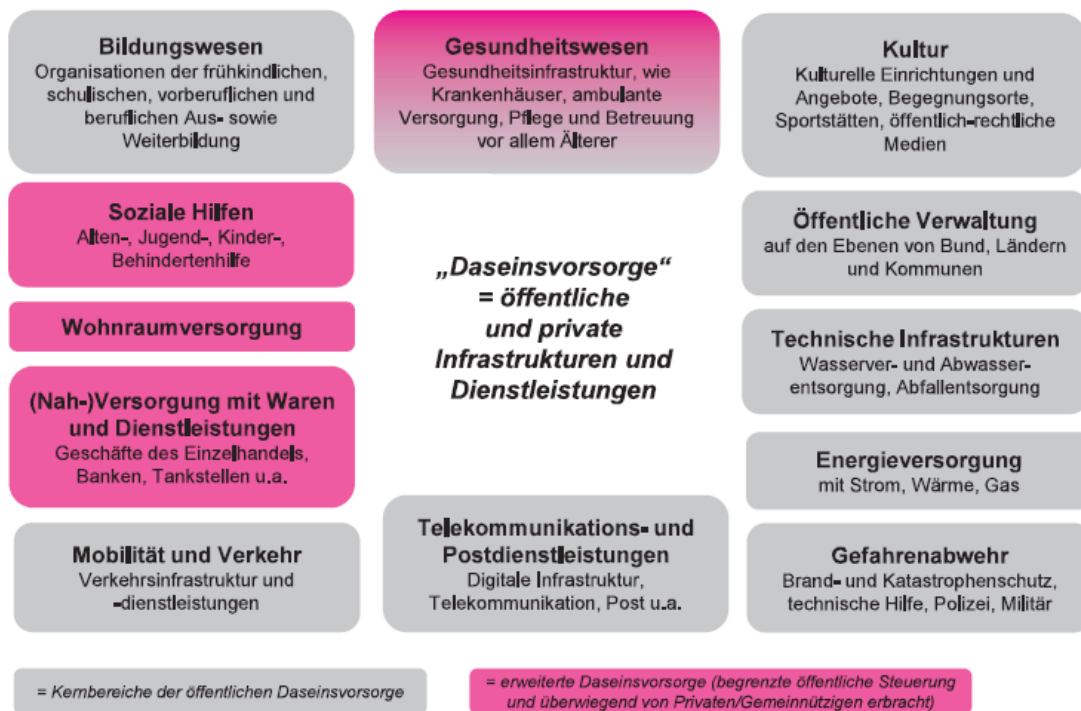 Bildungswesen
Organisationen der frühkindlichen,
schulischen, vorberuflichen und
beruflichen Aus- sowie
Weiterbildung
Gesundheitswesen
Gesundheitsinfrastruktur, wie
Krankenhäuser, ambulante
Versorgung, Pflege und Betreuung
vor allem Älterer
Kultur
Kulturelle Einrichtungen und
Angebote, Begegnungsorte,
Sportstätten, öffentlich-rechtliche
Medien
Soziale Hilfen
Alten-, Jugend-, Kinder-,
Behindertenhilfe
Wohnraumversorgung
(Nah-)Versorgung mit Waren
und Dienstleistungen
Geschäfte des Einzelhandels,
Banken, Tankstellen u.a.
Mobilität und Verkehr
Verkehrsinfrastruktur und
-dienstleistungen
„Daseinsvorsorge“
= öffentliche
und private
Infrastrukturen und
Dienstleistungen
Telekommunikations- und
Postdienstleistungen
Digitale Infrastruktur,
Telekommunikation, Post u.a.
Öffentliche Verwaltung
auf den Ebenen von Bund, Ländern
und Kommunen
Technische Infrastrukturen
Wasserver- und Abwasser-
entsorgung, Abfallentsorgung
Energieversorgung
mit Strom, Wärme, Gas
Gefahrenabwehr
Brand- und Katastrophenschutz,
technische Hilfe, Polizei, Militär
= Kernbereiche der öffentlichen Daseinsvorsorge
= erweiterte Daseinsvorsorge (begrenzte öffentliche Steuerung
und überwiegend von Privaten/Gemeinnützigen erbracht)